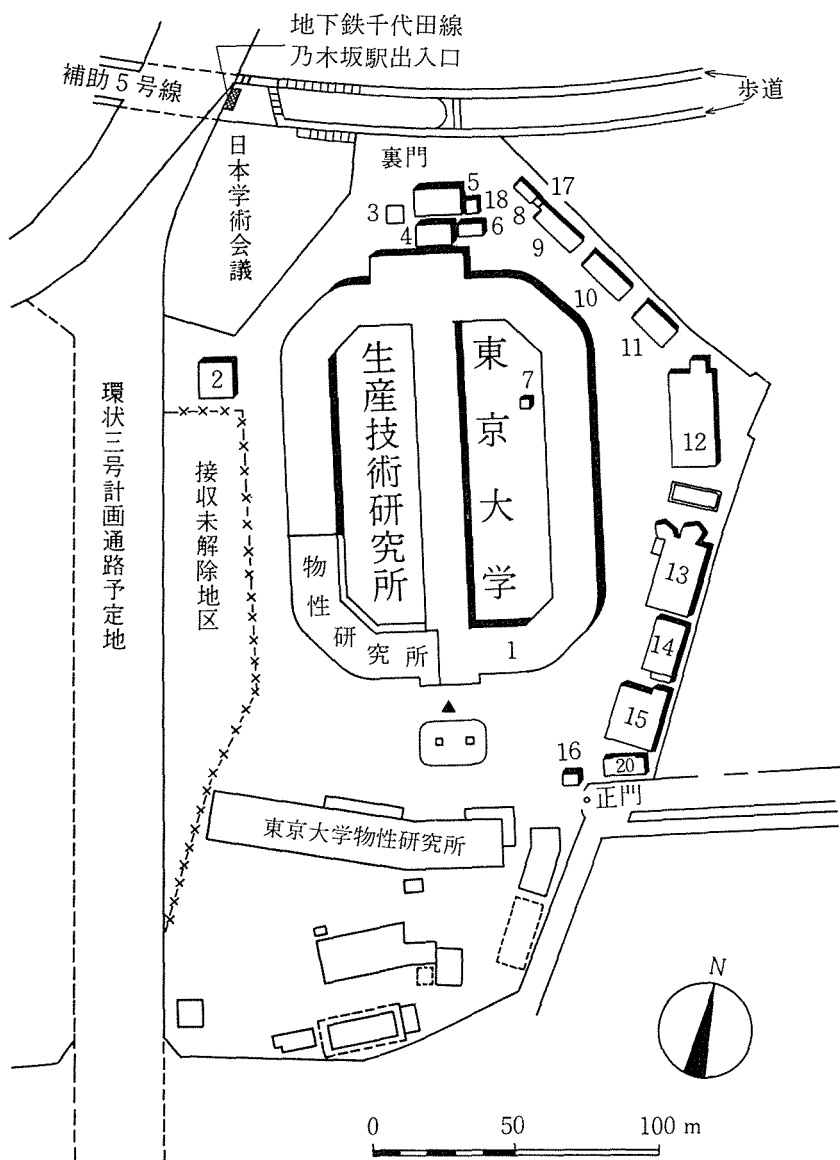 地下鉄千代田線
乃木坂駅出入口
補助5号線
歩道
日本学術会議
裏門
3
5
18
4
6
17
8
9
10
11
2
7
12
東京大学
生産技術研究所
環状三号計画通路予定地
接収未解除地区
物性研究所
13
14
1
15
16
20
正門
東京大学物性研究所
N
0 50 100 m